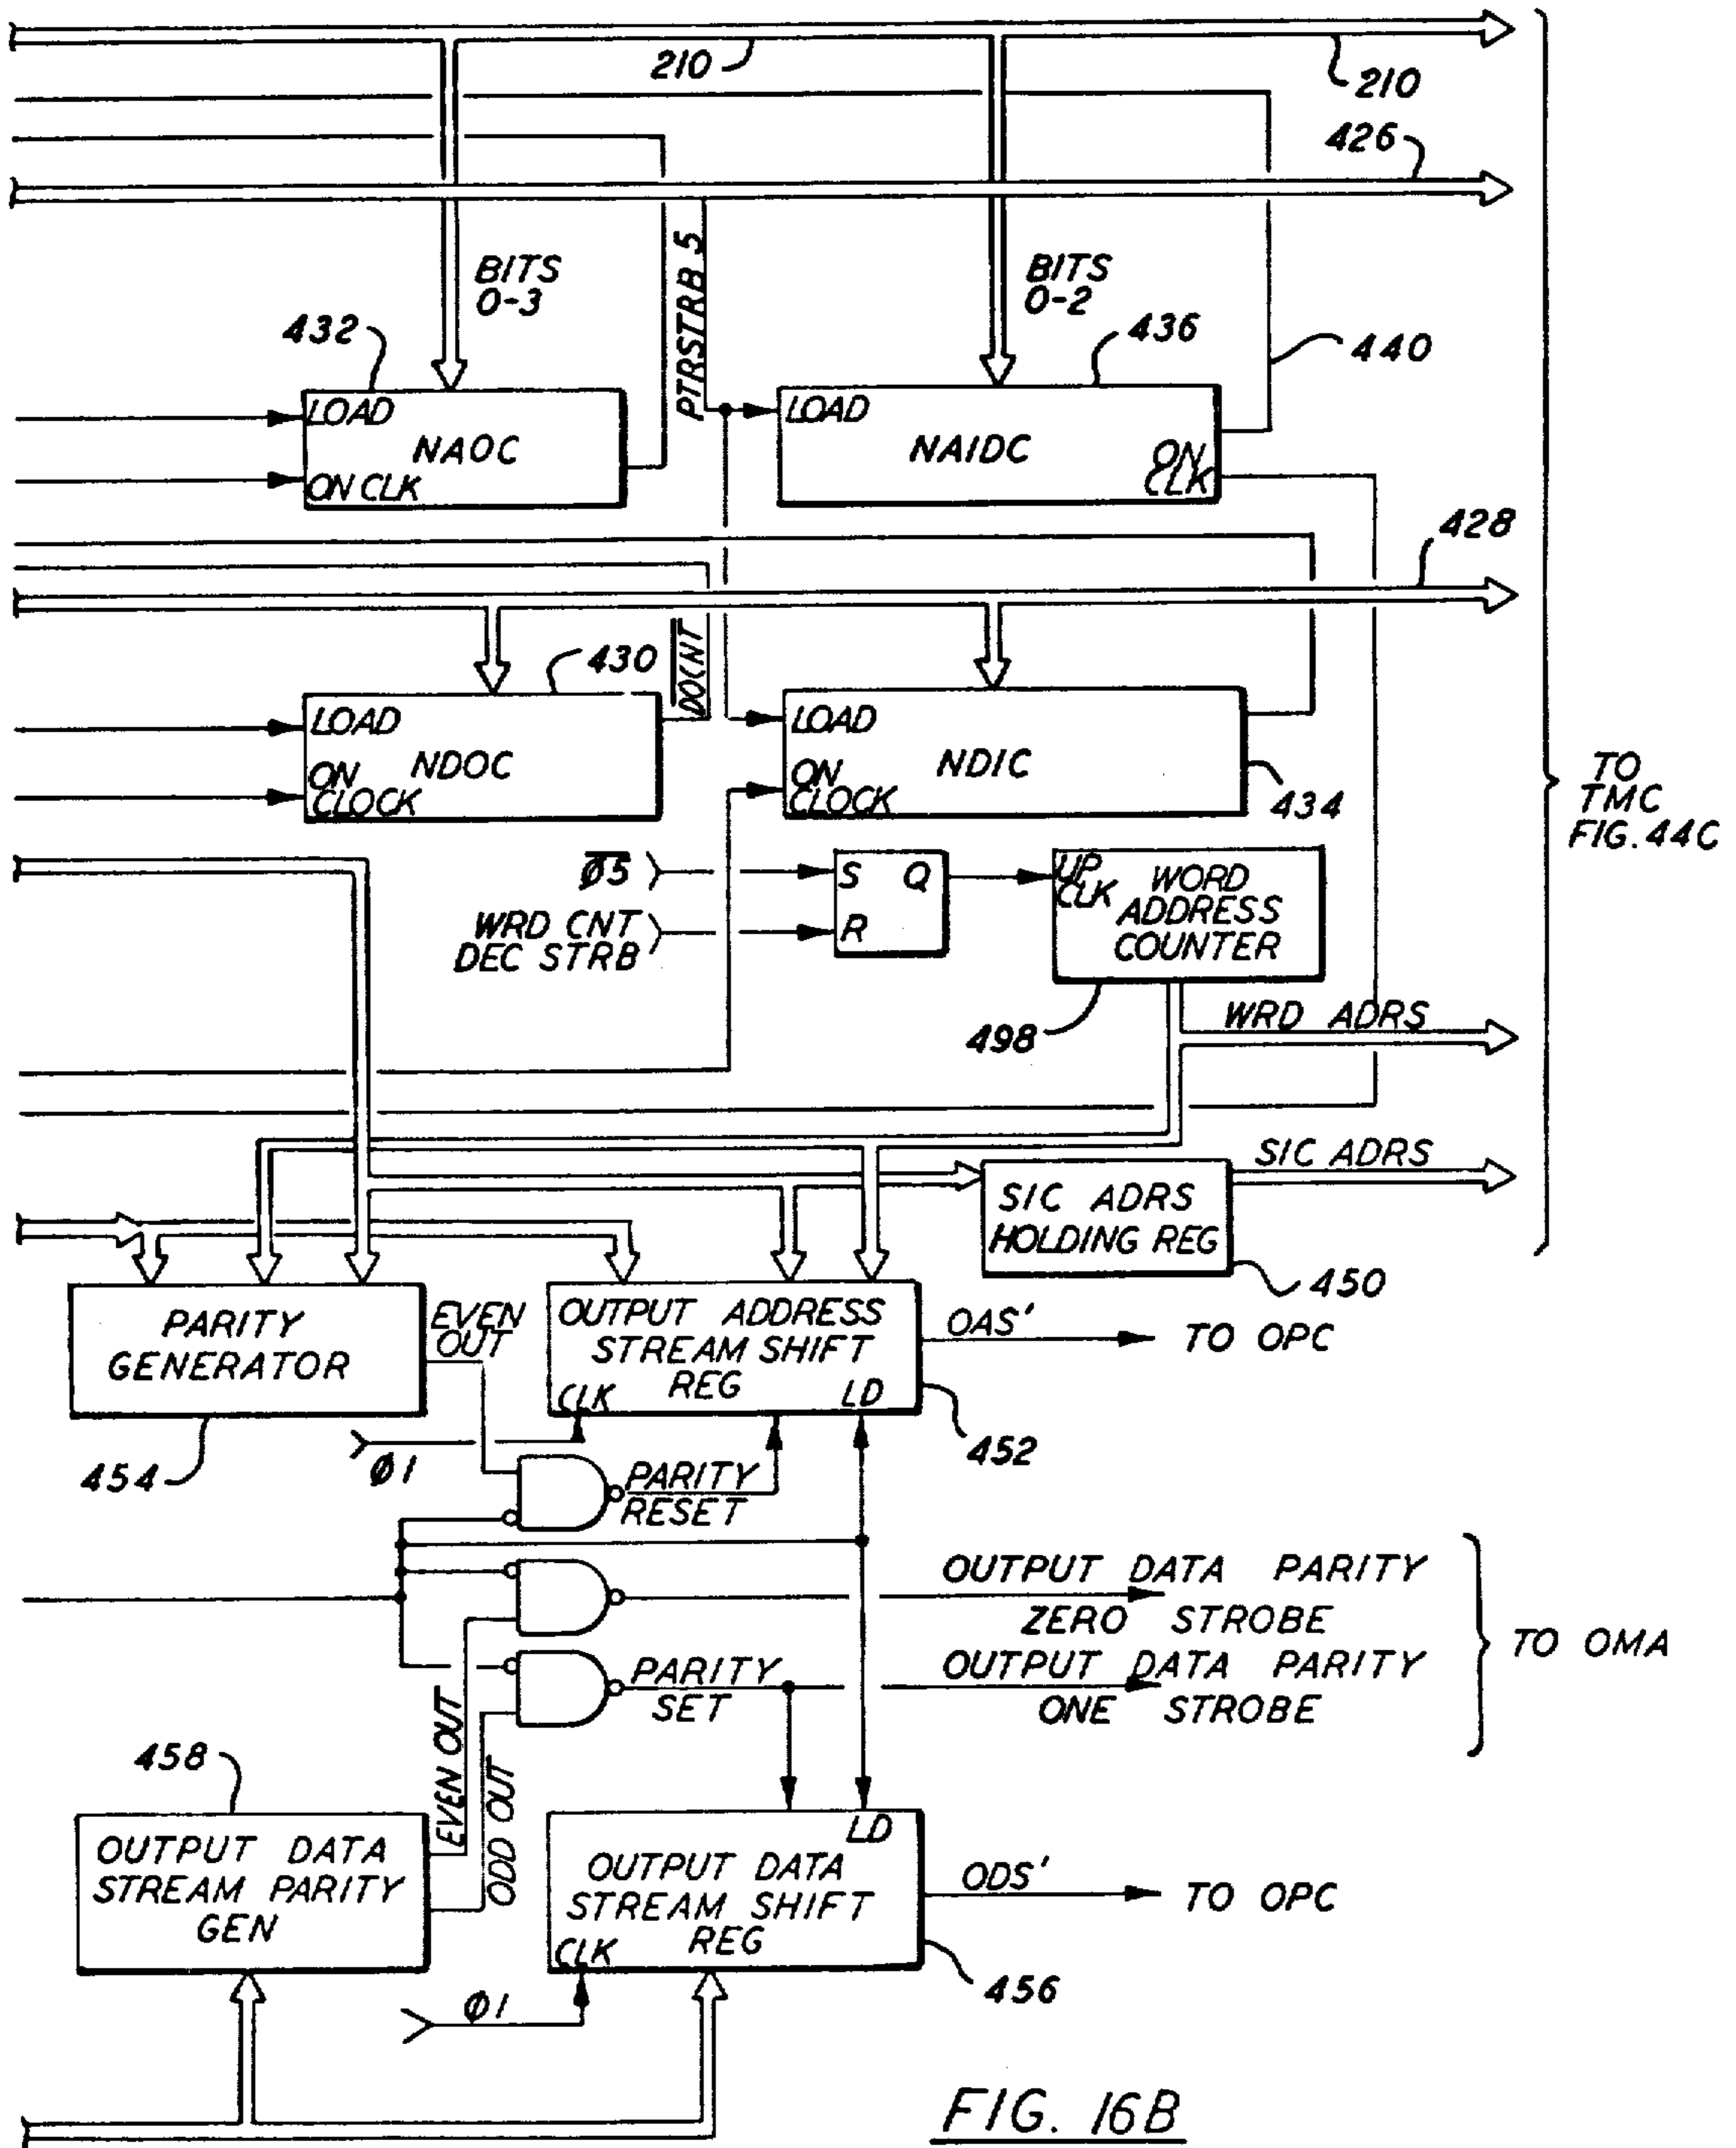 210
210
426
BITS
0-3
PTRSTRB 5
BITS
0-2
432
436
440
LOAD
NAOC
ON CLK
LOAD
NAIDC
ON
CLK
428
430
D̅O̅C̅N̅T̅
LOAD
NDOC
ON
CLOCK
LOAD
NDIC
ON
CLOCK
434
TO
TMC
FIG. 44C
Ø̅5̅
S Q
R
WRD CNT
DEC STRB
UP
CLK
WORD
ADDRESS
COUNTER
498
WRD ADRS
SIC ADRS
SIC ADRS
HOLDING REG
450
PARITY
GENERATOR
EVEN
OUT
OUTPUT ADDRESS
STREAM SHIFT
REG
CLK
LD
OAS'
TO OPC
452
454
Ø1
PARITY
RESET
OUTPUT DATA PARITY
ZERO STROBE
TO OMA
PARITY
SET
OUTPUT DATA PARITY
ONE STROBE
EVEN OUT
ODD OUT
458
OUTPUT DATA
STREAM PARITY
GEN
LD
OUTPUT DATA
STREAM SHIFT
REG
CLK
ODS'
TO OPC
456
Ø1
FIG. 16B